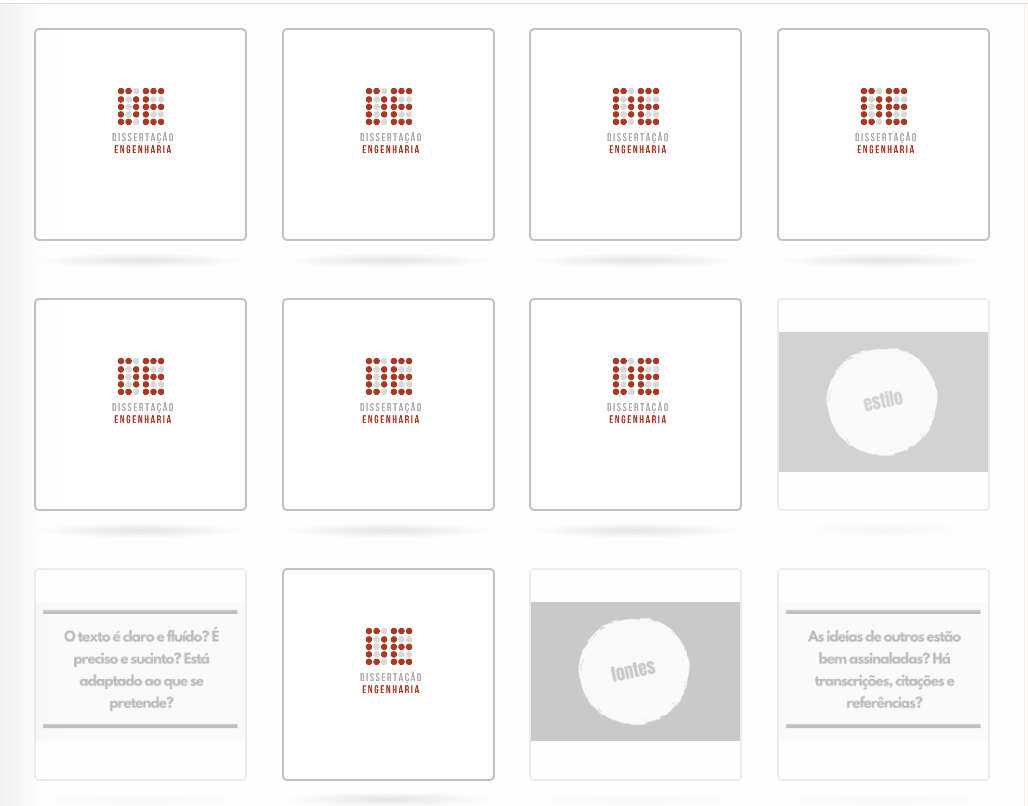 DISSERTAÇÃO
ENGENHARIA
DISSERTAÇÃO
ENGENHARIA
DISSERTAÇÃO
ENGENHARIA
DISSERTAÇÃO
ENGENHARIA
DISSERTAÇÃO
ENGENHARIA
DISSERTAÇÃO
ENGENHARIA
DISSERTAÇÃO
ENGENHARIA
estilo
O texto é claro e fluído? É
preciso e sucinto? Está
adaptado ao que se
pretende?
DISSERTAÇÃO
ENGENHARIA
fontes
As ideias de outros estão
bem assinaladas? Há
transcrições, citações e
referências?